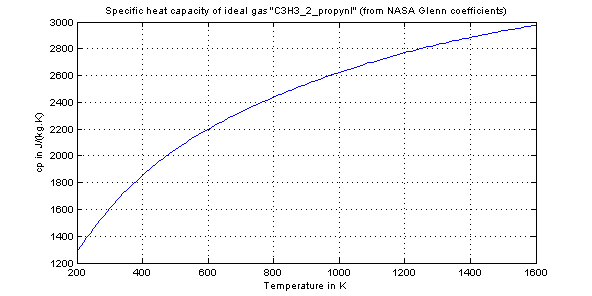 Specific heat capacity of ideal gas "C3H3_2_propynl" (from NASA Glenn coefficients)
3000
2800
2600
2400
2200
2000
1800
1600
1400
1200
cp in J/(kg.K)
200 400 600 800 1000 1200 1400 1600
Temperature in K